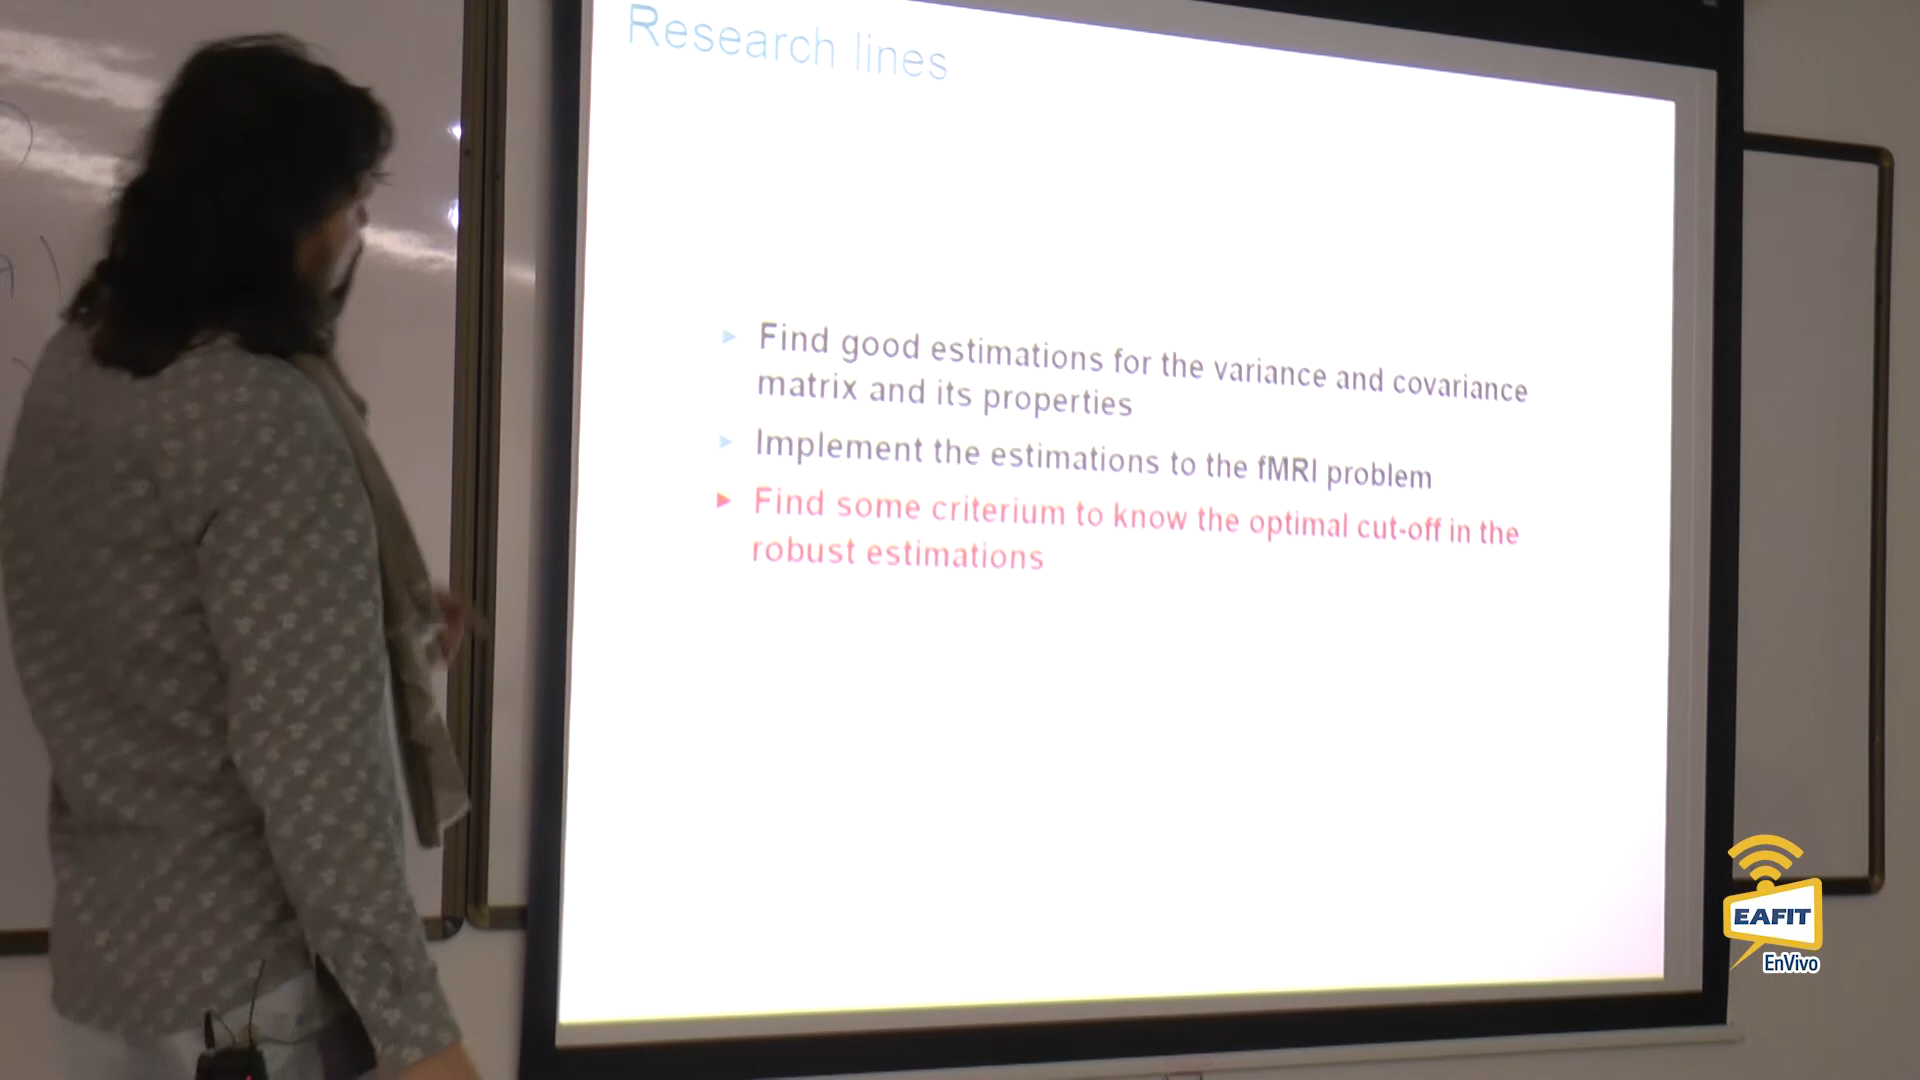 Research lines
Find good estimations for the variance and covariance
matrix and its properties
Implement the estimations to the fMRI problem
Find some criterium to know the optimal cut-off in the
robust estimations
EAFIT
EnVivo